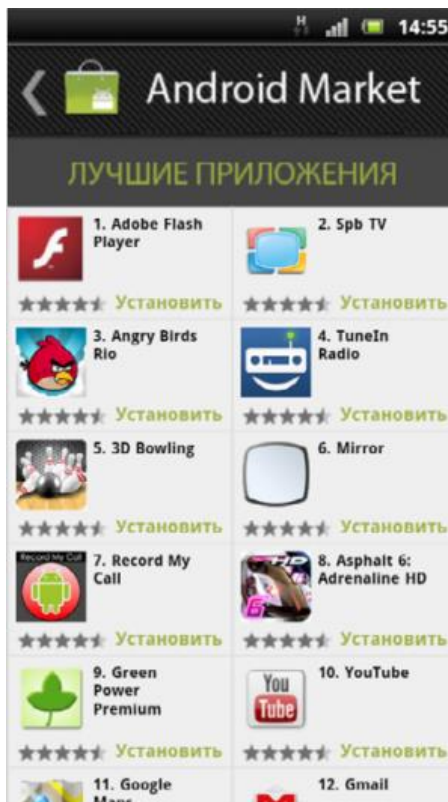 H 14:55
Android Market
ЛУЧШИЕ ПРИЛОЖЕНИЯ
1. Adobe Flash
Player
2. Spb TV
Установить
Установить
3. Angry Birds
Rio
4. TuneIn
Radio
Установить
Установить
5. 3D Bowling
6. Mirror
Установить
Установить
Record My Call
7. Record My
Call
8. Asphalt 6:
Adrenaline HD
6
Установить
Установить
9. Green
Power
Premium
10. YouTube
You
Tube
Установить
Установить
11. Google
Maps
12. Gmail